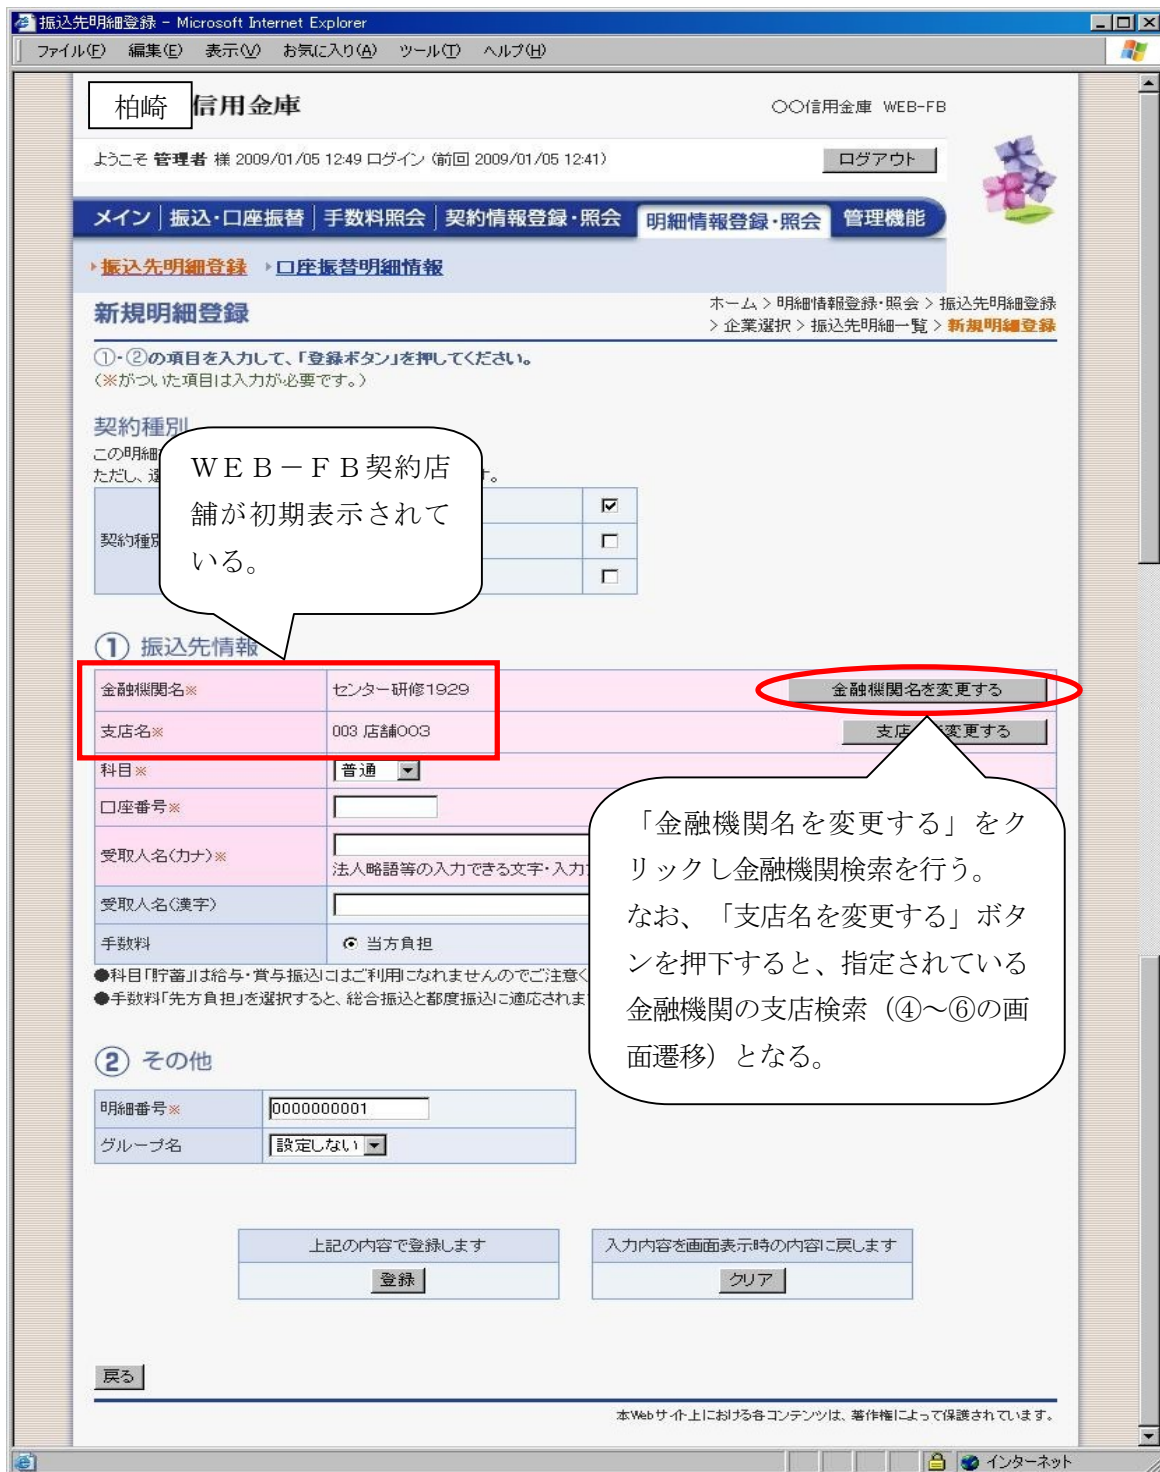 振込先明細登録 - Microsoft Internet Explorer
ファイル(F) 編集(E) 表示(V) お気に入り(A) ツール(T) ヘルプ(H)
柏崎 信用金庫
〇〇信用金庫 WEB-FB
ようこそ 管理者 様 2009/01/05 12:49 ログイン (前回 2009/01/05 12:41)
ログアウト
メイン 振込・口座振替 手数料照会 契約情報登録・照会 明細情報登録・照会 管理機能
振込先明細登録 口座振替明細情報
新規明細登録
ホーム > 明細情報登録・照会 > 振込先明細登録
> 企業選択 > 振込先明細一覧 > 新規明細登録
①・②の項目を入力して、「登録ボタン」を押してください。
(※がついた項目は入力が必要です。)
契約種別
この明細
ただし、選 す。
WEB-FB契約店
舗が初期表示されて
いる。
契約種別
① 振込先情報
金融機関名※ センター研修1929 金融機関名を変更する
支店名※ 003 店舗003 支店 変更する
科目※ 普通
口座番号※
受取人名(カナ)※
法人略語等の入力できる文字・入力
受取人名(漢字)
手数料 当方負担
●科目「貯蓄」は給与・賞与振込にはご利用になれませんのでご注意く
●手数料「先方負担」を選択すると、総合振込と都度振込に適応されま
「金融機関名を変更する」をク
リックし金融機関検索を行う。
なお、「支店名を変更する」ボタ
ンを押下すると、指定されている
金融機関の支店検索(④~⑥の画
面遷移)となる。
② その他
明細番号※ 0000000001
グループ名 設定しない
上記の内容で登録します
登録
入力内容を画面表示時の内容に戻します
クリア
戻る
本Webサイト上における各コンテンツは、著作権によって保護されています。
インターネット